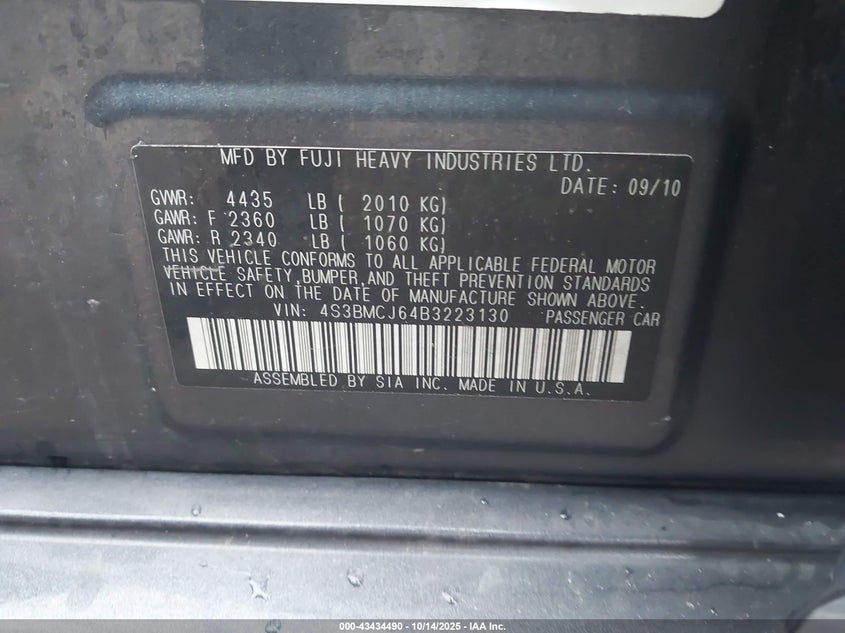 MFD BY FUJI HEAVY INDUSTRIES LTD.
DATE: 09/10
GVWR: 4435 LB ( 2010 KG)
GAWR: F 2360 LB ( 1070 KG)
GAWR: R 2340 LB ( 1060 KG)
THIS VEHICLE CONFORMS TO ALL APPLICABLE FEDERAL MOTOR
VEHICLE SAFETY, BUMPER, AND THEFT PREVENTION STANDARDS
IN EFFECT ON THE DATE OF MANUFACTURE SHOWN ABOVE.
VIN: 4S3BMCJ64B3223130 PASSENGER CAR
ASSEMBLED BY SIA INC. MADE IN U.S.A.
000-43434490 - 10/14/2025 - IAA Inc.